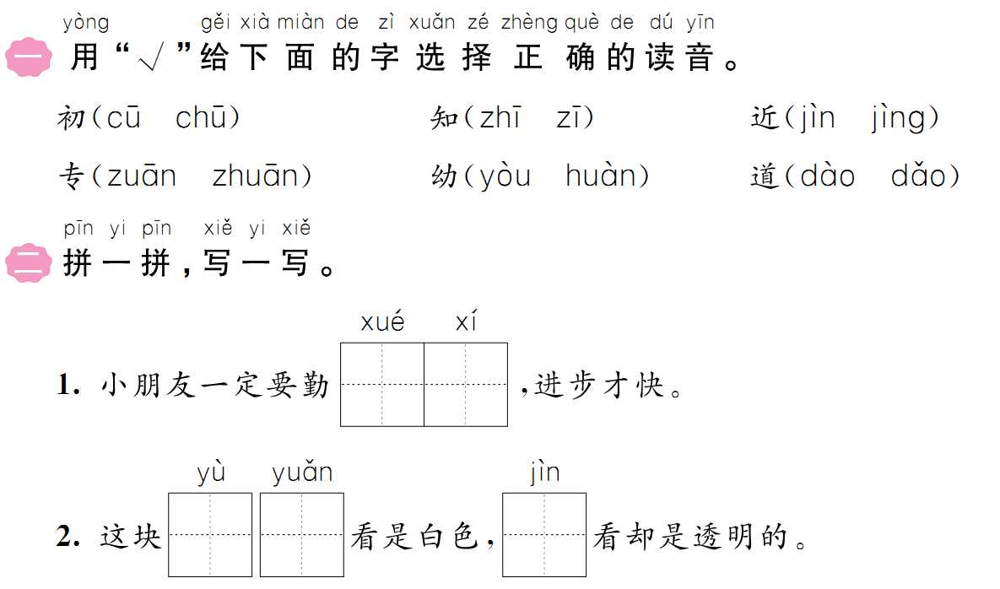 yòng gěi xià miàn de zì xuǎn zé zhèng què de dú yīn
一 用“√”给下面的字选择正确的读音。
初(cū chū) 知(zhī zī) 近(jìn jìng)
专(zuān zhuān) 幼(yòu huàn) 道(dào dǎo)
pīn yi pīn xiě yi xiě
二 拼一拼,写一写。
xué xí
1. 小朋友一定要勤,进步才快。
yù yuǎn jìn
2. 这块看是白色,看却是透明的。